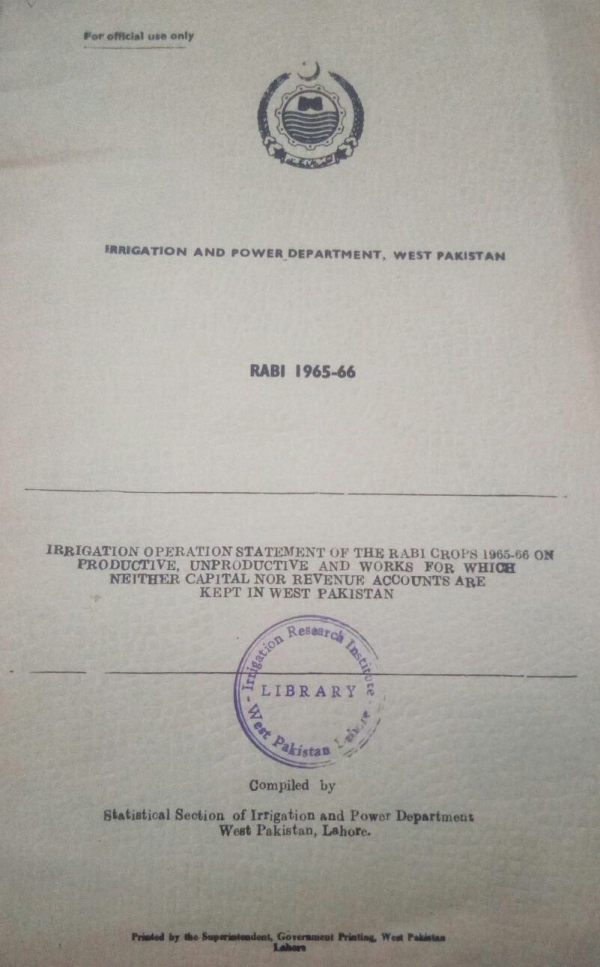 For official use only
IRRIGATION AND POWER DEPARTMENT, WEST PAKISTAN
RABI 1965-66
IRRIGATION OPERATION STATEMENT OF THE RABI CROPS 1965-66 ON
PRODUCTIVE, UNPRODUCTIVE AND WORKS FOR WHICH
NEITHER CAPITAL NOR REVENUE ACCOUNTS ARE
KEPT IN WEST PAKISTAN
Irrigation Research Institute
LIBRARY
West Pakistan Lahore
Compiled by
Statistical Section of Irrigation and Power Department
West Pakistan, Lahore.
Printed by the Superintendent, Government Printing, West Pakistan
Lahore